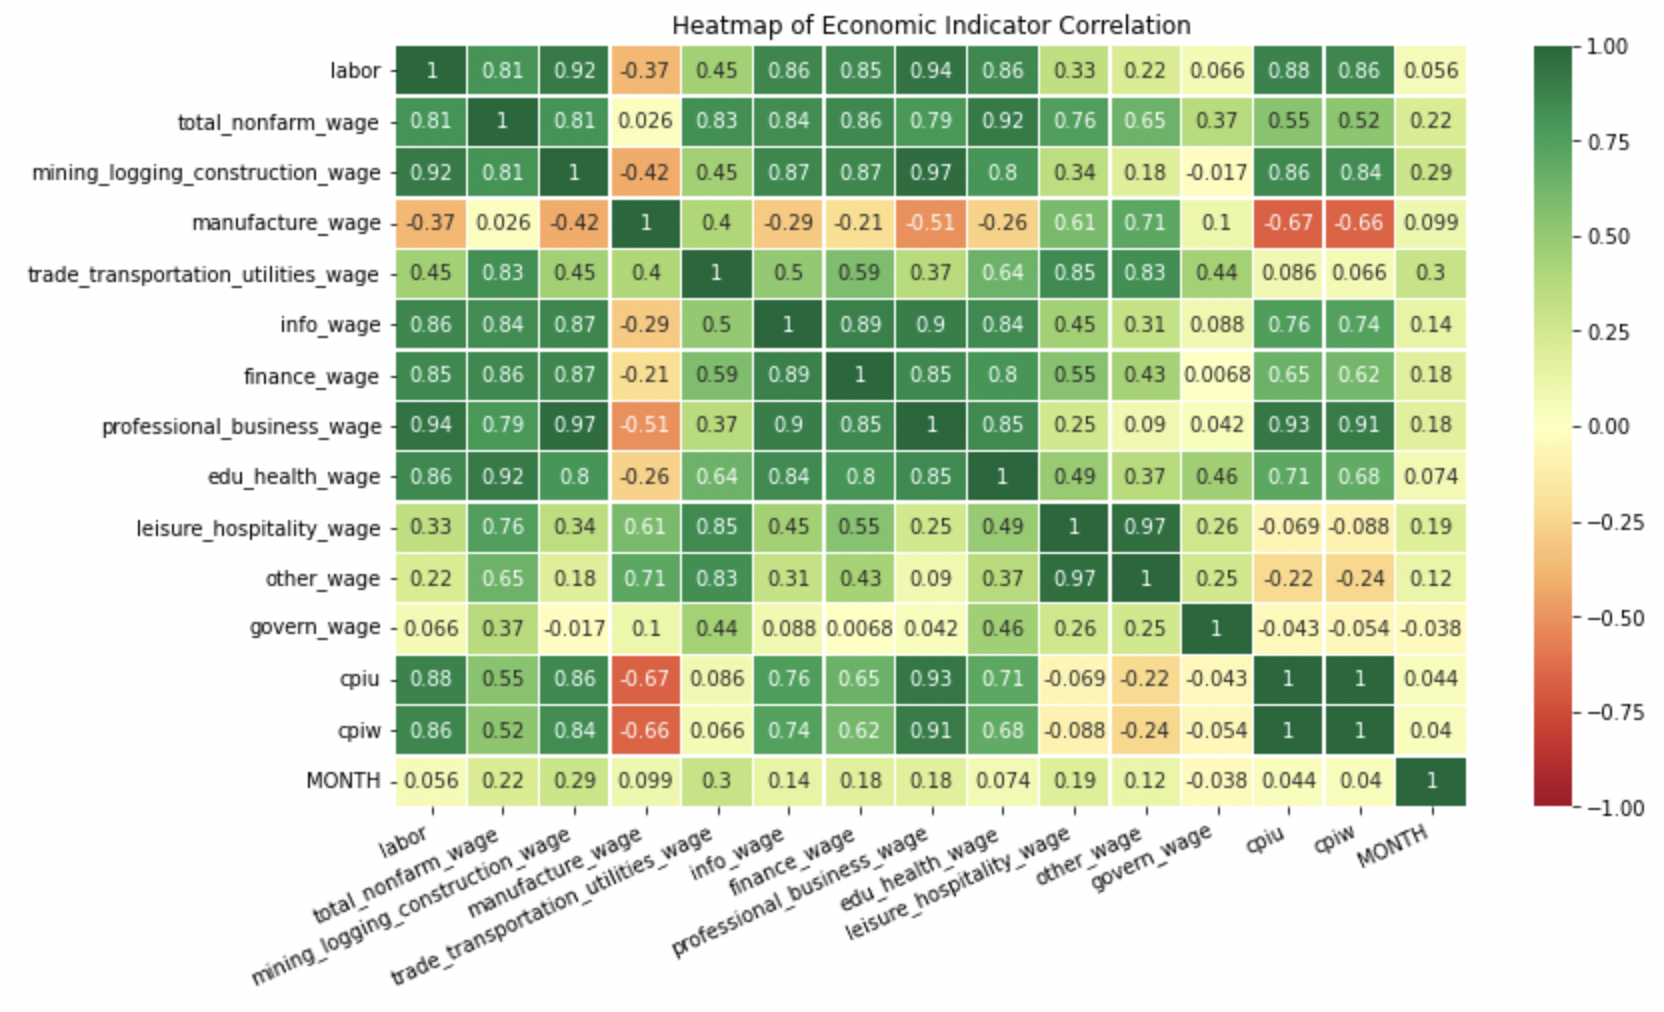 Heatmap of Economic Indicator Correlation
labor 1 0.81 0.92 -0.37 0.45 0.86 0.85 0.94 0.86 0.33 0.22 0.066 0.88 0.86 0.056
total_nonfarm_wage 0.81 1 0.81 0.026 0.83 0.84 0.86 0.79 0.92 0.76 0.65 0.37 0.55 0.52 0.22
mining_logging_construction_wage 0.92 0.81 1 -0.42 0.45 0.87 0.87 0.97 0.8 0.34 0.18 -0.017 0.86 0.84 0.29
manufacture_wage -0.37 0.026 -0.42 1 0.4 -0.29 -0.21 -0.51 -0.26 0.61 0.71 0.1 -0.67 -0.66 0.099
trade_transportation_utilities_wage 0.45 0.83 0.45 0.4 1 0.5 0.59 0.37 0.64 0.85 0.83 0.44 0.086 0.066 0.3
info_wage 0.86 0.84 0.87 -0.29 0.5 1 0.89 0.9 0.84 0.45 0.31 0.088 0.76 0.74 0.14
finance_wage 0.85 0.86 0.87 -0.21 0.59 0.89 1 0.85 0.8 0.55 0.43 0.0068 0.65 0.62 0.18
professional_business_wage 0.94 0.79 0.97 -0.51 0.37 0.9 0.85 1 0.85 0.25 0.09 0.042 0.93 0.91 0.18
edu_health_wage 0.86 0.92 0.8 -0.26 0.64 0.84 0.8 0.85 1 0.49 0.37 0.46 0.71 0.68 0.074
leisure_hospitality_wage 0.33 0.76 0.34 0.61 0.85 0.45 0.55 0.25 0.49 1 0.97 0.26 -0.069 -0.088 0.19
other_wage 0.22 0.65 0.18 0.71 0.83 0.31 0.43 0.09 0.37 0.97 1 0.25 -0.22 -0.24 0.12
govern_wage 0.066 0.37 -0.017 0.1 0.44 0.088 0.0068 0.042 0.46 0.26 0.25 1 -0.043 -0.054 -0.038
cpiu 0.88 0.55 0.86 -0.67 0.086 0.76 0.65 0.93 0.71 -0.069 -0.22 -0.043 1 1 0.044
cpiw 0.86 0.52 0.84 -0.66 0.066 0.74 0.62 0.91 0.68 -0.088 -0.24 -0.054 1 1 0.04
MONTH 0.056 0.22 0.29 0.099 0.3 0.14 0.18 0.18 0.074 0.19 0.12 -0.038 0.044 0.04 1
labor
total_nonfarm_wage
mining_logging_construction_wage
manufacture_wage
trade_transportation_utilities_wage
info_wage
finance_wage
professional_business_wage
edu_health_wage
leisure_hospitality_wage
other_wage
govern_wage
cpiu
cpiw
MONTH
1.00
0.75
0.50
0.25
0.00
−0.25
−0.50
−0.75
−1.00